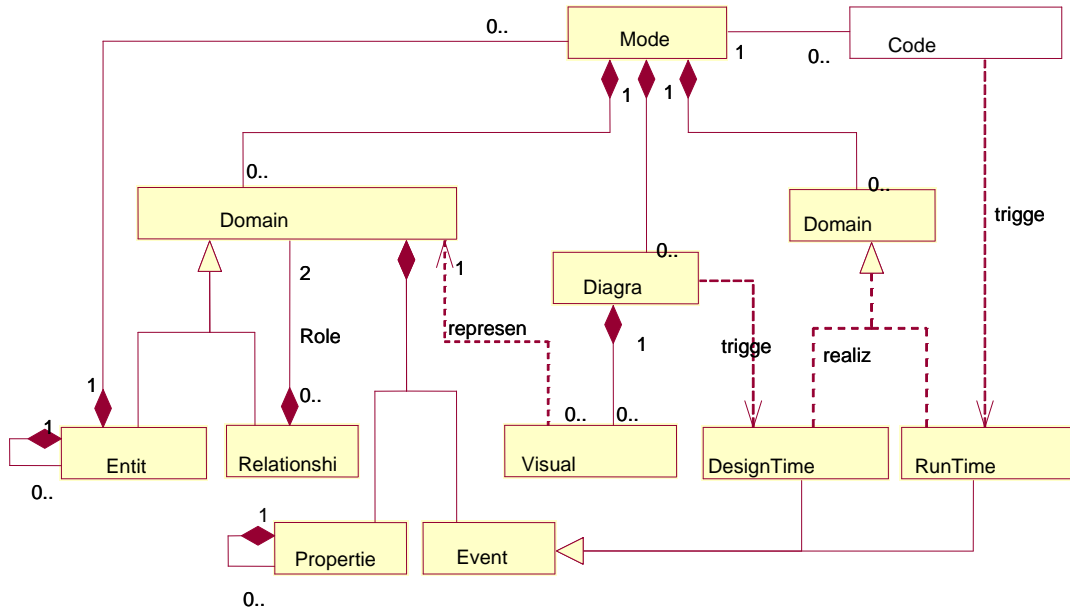 0..
Mode
1
0..
Code
1
1
0..
Domain
0..
Domain
trigge
2
1
0..
Diagra
represen
Role
1
trigge
realiz
1
0..
0..
0..
1
Entit
Relationshi
Visual
DesignTime
RunTime
0..
1
Propertie
Event
0..